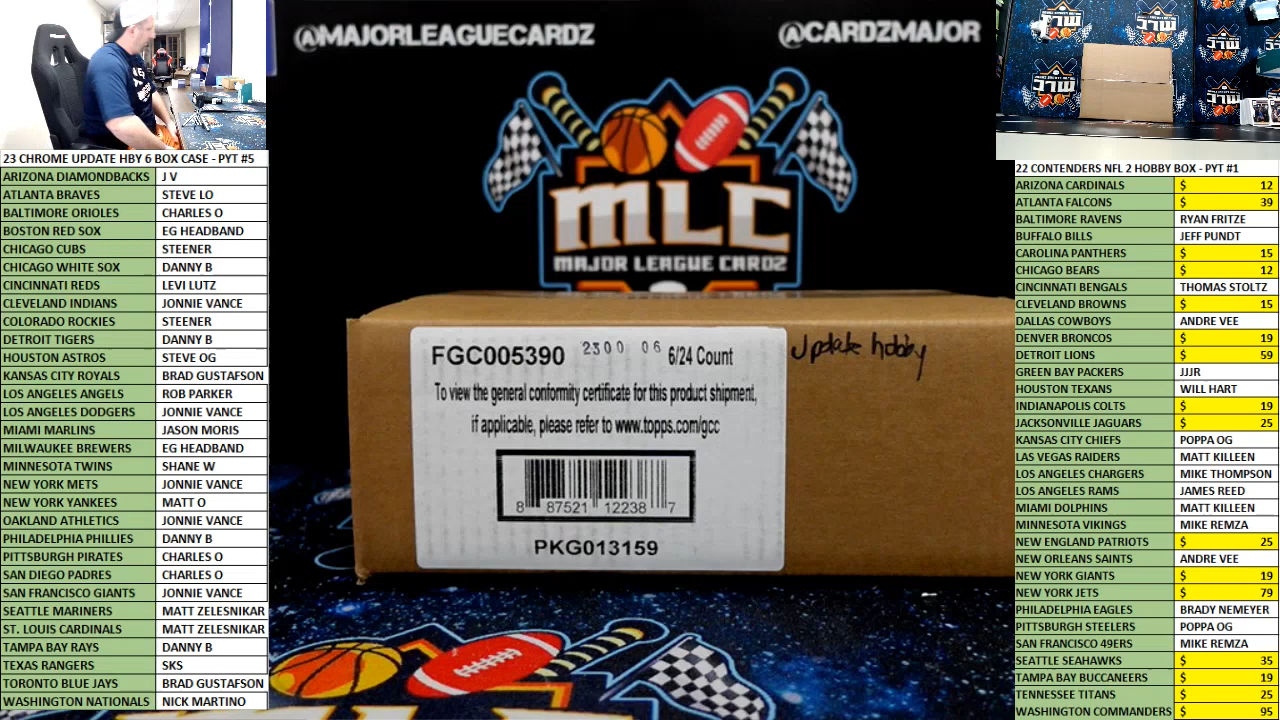 @MAJORLEAGUECARDZ
@CARDZMAJOR
MLC
MAJOR LEAGUE CARDZ
FGC005390 2300 06 6/24 Count
To view the general conformity certificate for this product shipment,
if applicable, please refer to www.topps.com/gcc
8 87521 12238 7
PKG013159
Update hobby
23 CHROME UPDATE HBY 6 BOX CASE - PYT #5
ARIZONA DIAMONDBACKS J V
ATLANTA BRAVES STEVE LO
BALTIMORE ORIOLES CHARLES O
BOSTON RED SOX EG HEADBAND
CHICAGO CUBS STEENER
CHICAGO WHITE SOX DANNY B
CINCINATI REDS LEVI LUTZ
CLEVELAND INDIANS JONNIE VANCE
COLORADO ROCKIES STEENER
DETROIT TIGERS DANNY B
HOUSTON ASTROS STEVE OG
KANSAS CITY ROYALS BRAD GUSTAFSON
LOS ANGELES ANGELS ROB PARKER
LOS ANGELES DODGERS JONNIE VANCE
MIAMI MARLINS JASON MORIS
MILWAUKEE BREWERS EG HEADBAND
MINNESOTA TWINS SHANE W
NEW YORK METS JONNIE VANCE
NEW YORK YANKEES MATT O
OAKLAND ATHLETICS JONNIE VANCE
PHILADELPHIA PHILLIES DANNY B
PITTSBURGH PIRATES CHARLES O
SAN DIEGO PADRES CHARLES O
SAN FRANCISCO GIANTS JONNIE VANCE
SEATTLE MARINERS MATT ZELESNIKAR
ST. LOUIS CARDINALS MATT ZELESNIKAR
TAMPA BAY RAYS DANNY B
TEXAS RANGERS SKS
TORONTO BLUE JAYS BRAD GUSTAFSON
WASHINGTON NATIONALS NICK MARTINO
22 CONTENDERS NFL 2 HOBBY BOX - PYT #1
ARIZONA CARDINALS $ 12
ATLANTA FALCONS $ 39
BALTIMORE RAVENS RYAN FRITZE
BUFFALO BILLS JEFF PUNDT
CAROLINA PANTHERS $ 15
CHICAGO BEARS $ 12
CINCINNATI BENGALS THOMAS STOLTZ
CLEVELAND BROWNS $ 15
DALLAS COWBOYS ANDRE VEE
DENVER BRONCOS $ 19
DETROIT LIONS $ 59
GREEN BAY PACKERS JJJR
HOUSTON TEXANS WILL HART
INDIANAPOLIS COLTS $ 19
JACKSONVILLE JAGUARS $ 25
KANSAS CITY CHIEFS POPPA OG
LAS VEGAS RAIDERS MATT KILLEEN
LOS ANGELES CHARGERS MIKE THOMPSON
LOS ANGELES RAMS JAMES REED
MIAMI DOLPHINS MATT KILLEEN
MINNESOTA VIKINGS MIKE REMZA
NEW ENGLAND PATRIOTS $ 25
NEW ORLEANS SAINTS ANDRE VEE
NEW YORK GIANTS $ 19
NEW YORK JETS $ 79
PHILADELPHIA EAGLES BRADY NEMEYER
PITTSBURGH STEELERS POPPA OG
SAN FRANCISCO 49ERS MIKE REMZA
SEATTLE SEAHAWKS $ 35
TAMPA BAY BUCCANEERS $ 19
TENNESSEE TITANS $ 25
WASHINGTON COMMANDERS $ 95